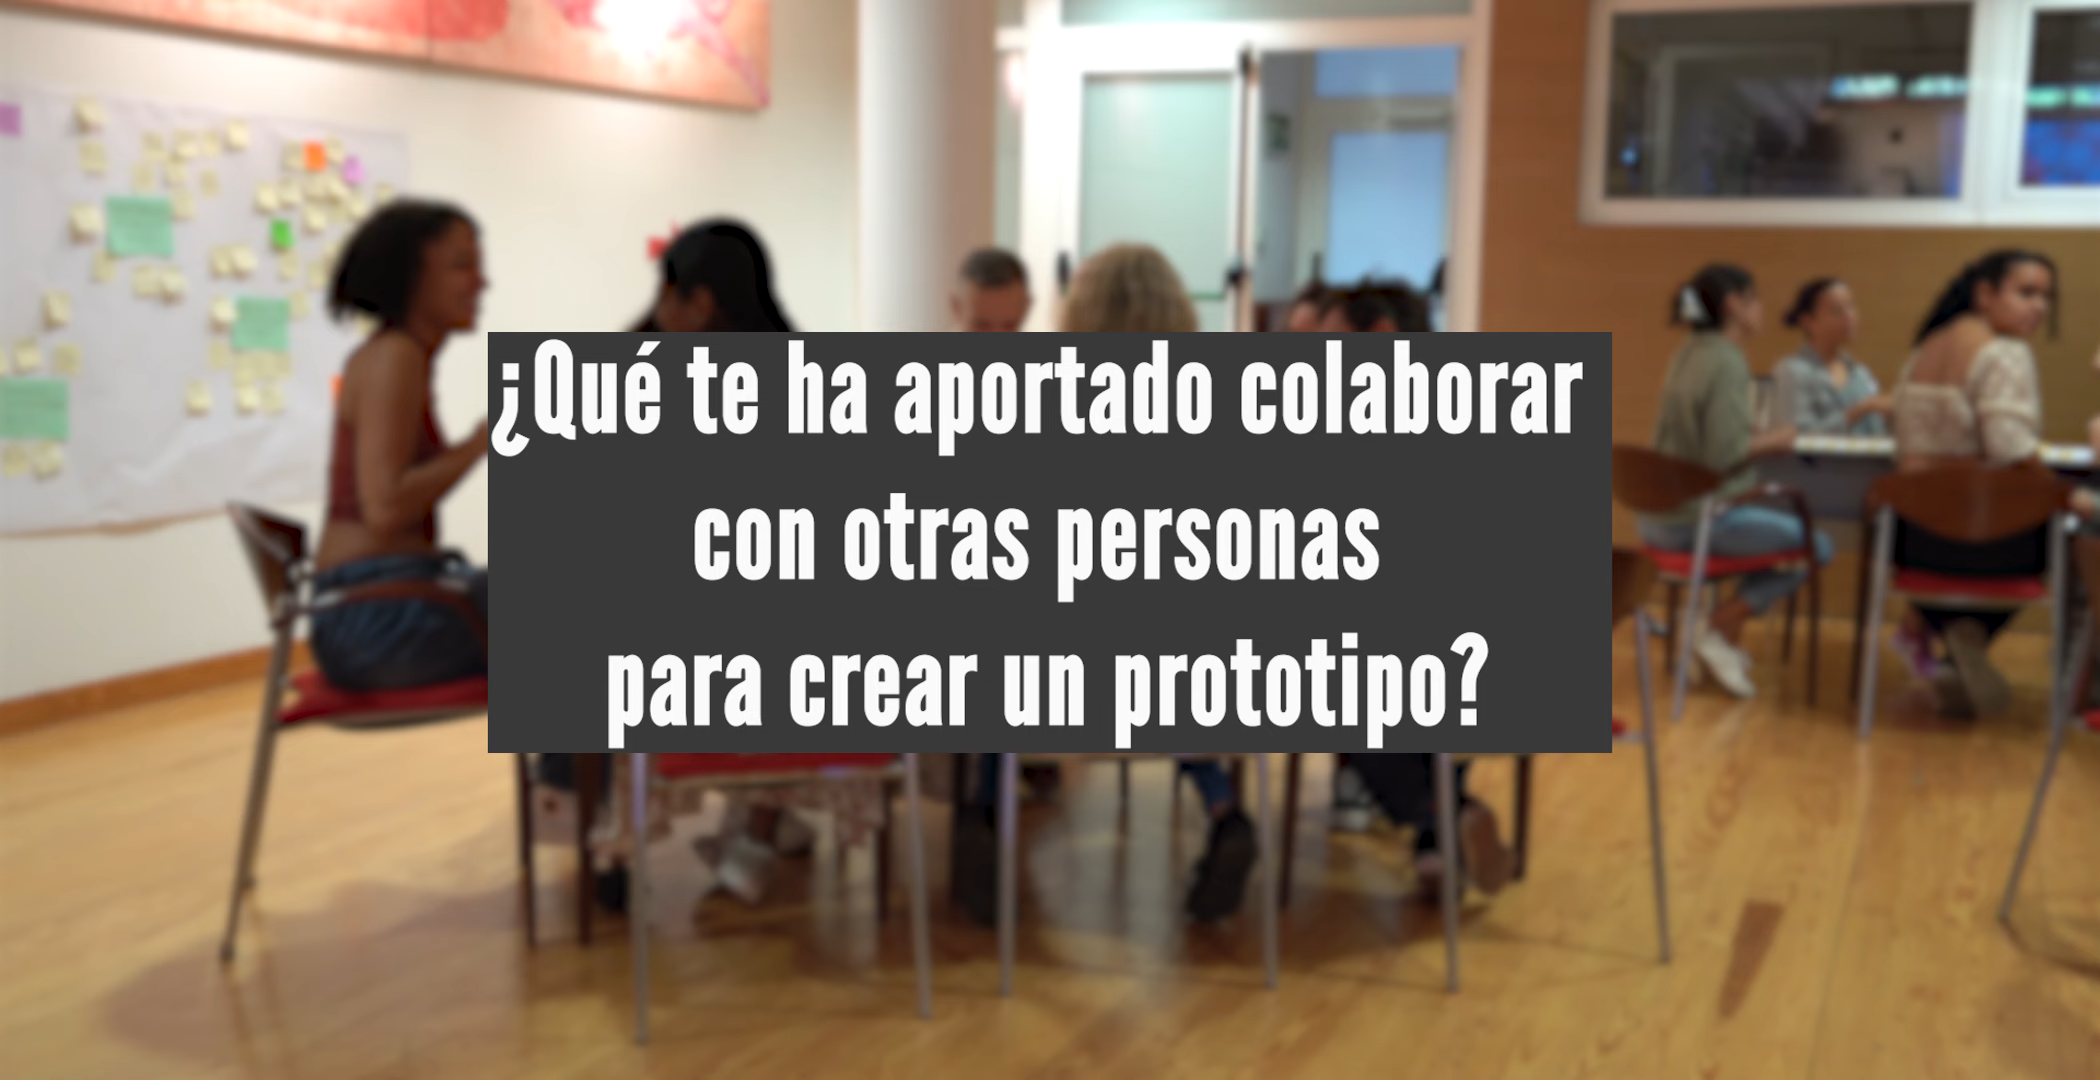 ¿Qué te ha aportado colaborar
con otras personas
para crear un prototipo?